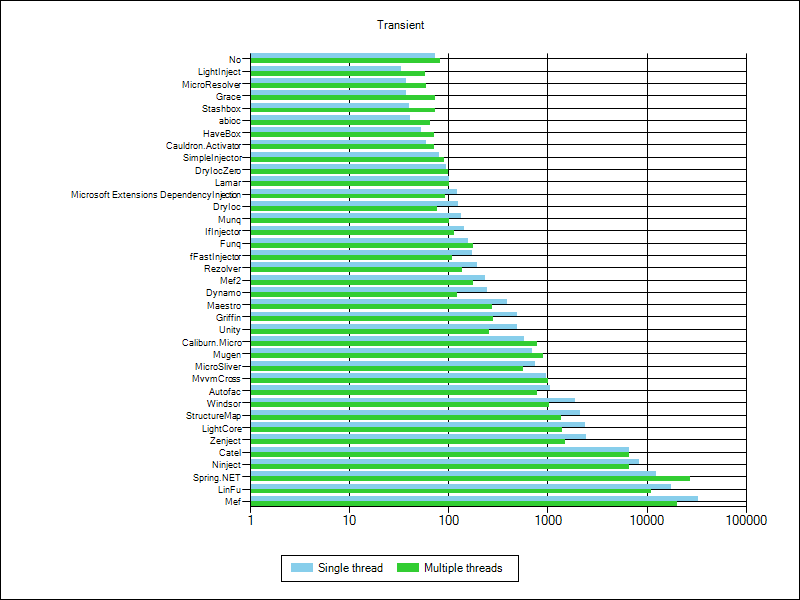 Transient
No
LightInject
MicroResolver
Grace
Stashbox
abioc
HaveBox
Cauldron.Activator
SimpleInjector
DryIocZero
Lamar
Microsoft Extensions DependencyInjection
DryIoc
Munq
IfInjector
Funq
fFastInjector
Rezolver
Mef2
Dynamo
Maestro
Griffin
Unity
Caliburn.Micro
Mugen
MicroSliver
MvvmCross
Autofac
Windsor
StructureMap
LightCore
Zenject
Catel
Ninject
Spring.NET
LinFu
Mef
1 10 100 1000 10000 100000
Single thread Multiple threads